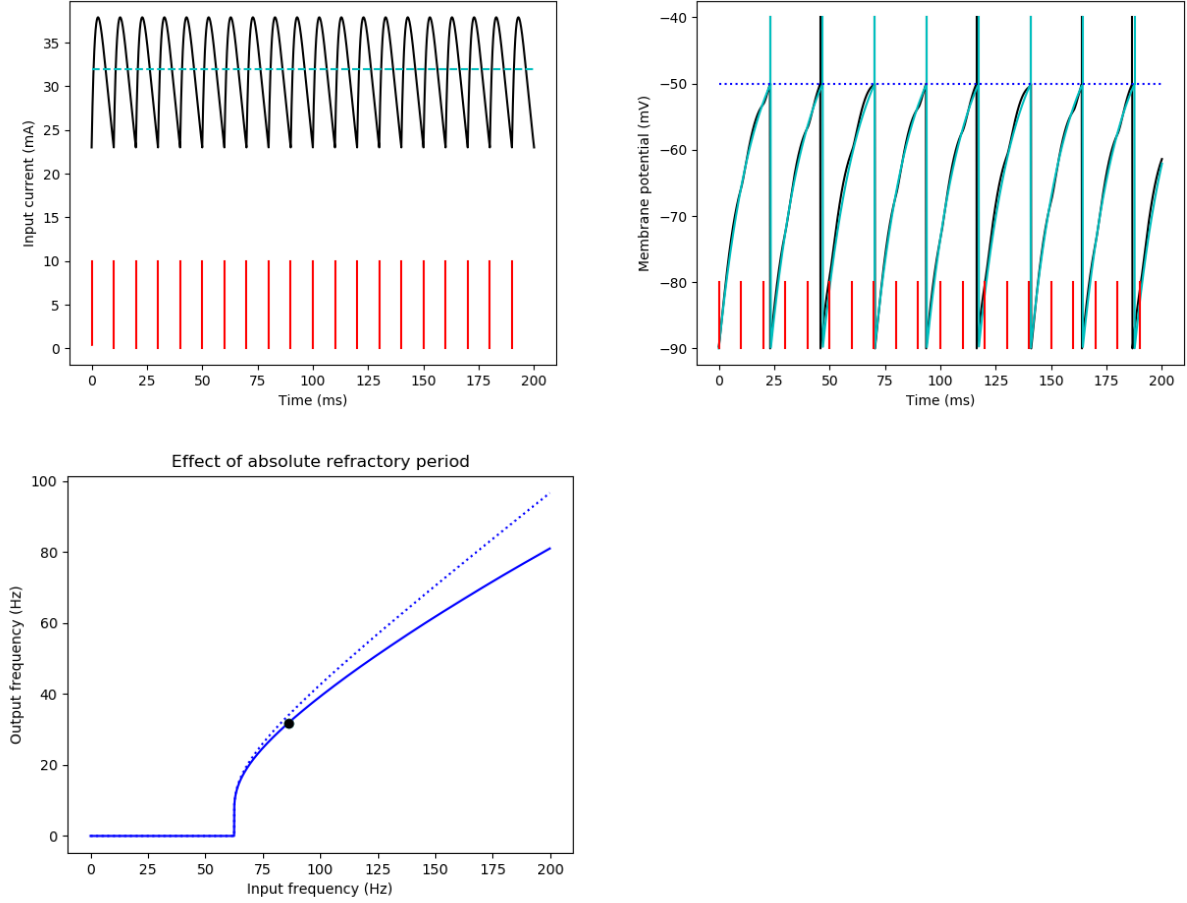 35
30
25
20
15
10
5
0
Input current (mA)
0 25 50 75 100 125 150 175 200
Time (ms)
−40
−50
−60
−70
−80
−90
Membrane potential (mV)
0 25 50 75 100 125 150 175 200
Time (ms)
Effect of absolute refractory period
100
80
60
40
20
0
Output frequency (Hz)
0 25 50 75 100 125 150 175 200
Input frequency (Hz)